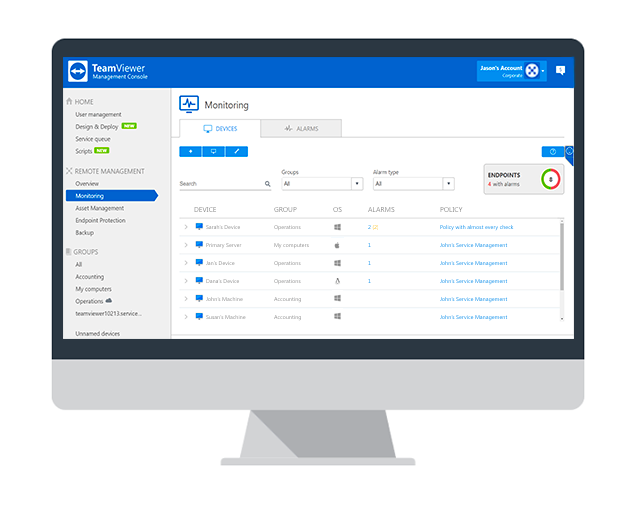 TeamViewer
Management Console
Jason's Account
Corporate
HOME
User management
Design & Deploy NEW
Service queue
Scripts NEW
REMOTE MANAGEMENT
Overview
Monitoring
Asset Management
Endpoint Protection
Backup
GROUPS
All
Accounting
My computers
Operations
teamviewer10213.service...
Unnamed devices
Monitoring
DEVICES ALARMS
Groups Alarm type
Search All All
ENDPOINTS
4 with alarms
8
DEVICE GROUP OS ALARMS POLICY
Sarah's Device Operations 2 Policy with almost every check
Primary Server My computers 1 John's Service Management
Jan's Device Operations 1 John's Service Management
Dana's Device Operations 1 John's Service Management
John's Machine Accounting John's Service Management
Susan's Machine Accounting John's Service Management